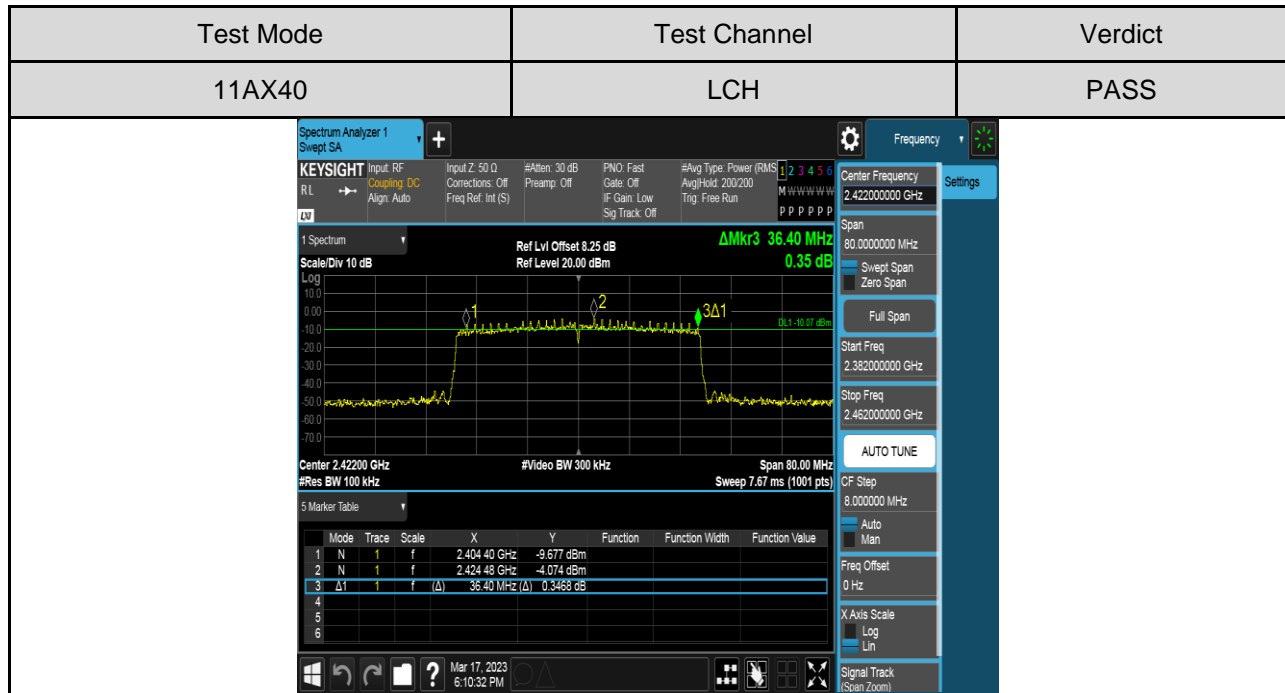 Test Mode Test Channel Verdict
11AX40 LCH PASS
Spectrum Analyzer 1
Swept SA
+
Frequency
KEYSIGHT
RL
LXI
Input: RF
Coupling: DC
Align: Auto
Input Z: 50 Ω
Corrections: Off
Freq Ref: Int (S)
#Atten: 30 dB
Preamp: Off
PNO: Fast
Gate: Off
IF Gain: Low
Sig Track: Off
#Avg Type: Power (RMS
Avg|Hold: 200/200
Trig: Free Run
1 2 3 4 5 6
M W W W W W
P P P P P P
1 Spectrum
Scale/Div 10 dB
Ref Lvl Offset 8.25 dB
Ref Level 20.00 dBm
ΔMkr3 36.40 MHz
0.35 dB
Log
10.0
0.00
-10.0
-20.0
-30.0
-40.0
-50.0
-60.0
-70.0
1
2
3Δ1
DL1 -10.07 dBm
Center 2.42200 GHz
#Res BW 100 kHz
#Video BW 300 kHz
Span 80.00 MHz
Sweep 7.67 ms (1001 pts)
5 Marker Table
Mode Trace Scale X Y Function Function Width Function Value
1 N 1 f 2.404 40 GHz -9.677 dBm
2 N 1 f 2.424 48 GHz -4.074 dBm
3 Δ1 1 f (Δ) 36.40 MHz (Δ) 0.3468 dB
4
5
6
?
Mar 17, 2023
6:10:32 PM
Center Frequency
2.422000000 GHz
Settings
Span
80.0000000 MHz
Swept Span
Zero Span
Full Span
Start Freq
2.382000000 GHz
Stop Freq
2.462000000 GHz
AUTO TUNE
CF Step
8.000000 MHz
Auto
Man
Freq Offset
0 Hz
X Axis Scale
Log
Lin
Signal Track
(Span Zoom)